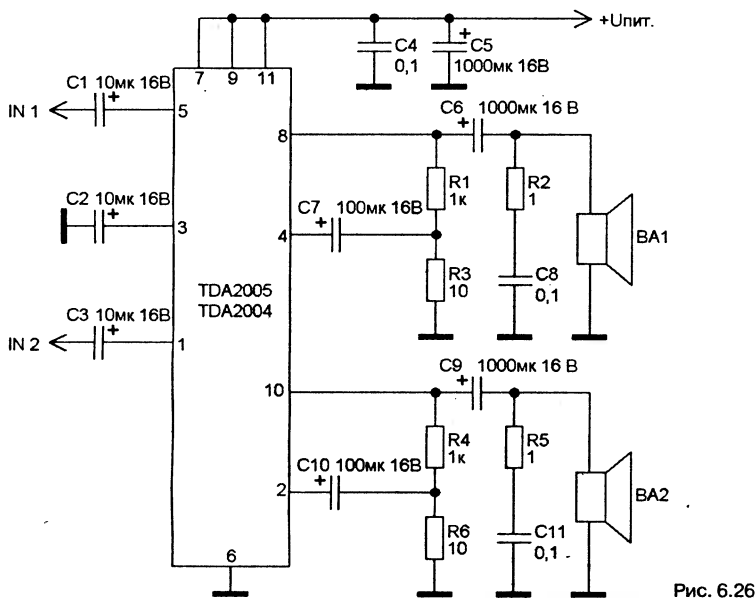 +Uпит.
C4
0,1
C5
1000мк 16В
7 9 11
C1 10мк 16В
+
IN 1
5
8
C6 1000мк 16 В
+
R1
1к
R2
1
C2 10мк 16В
+
3
C7 100мк 16В
+
4
BA1
R3
10
C8
0,1
TDA2005
TDA2004
C3 10мк 16В
+
IN 2
1
10
C9 1000мк 16 В
+
R4
1к
R5
1
C10 100мк 16В
+
2
BA2
R6
10
C11
0,1
6
Рис. 6.26